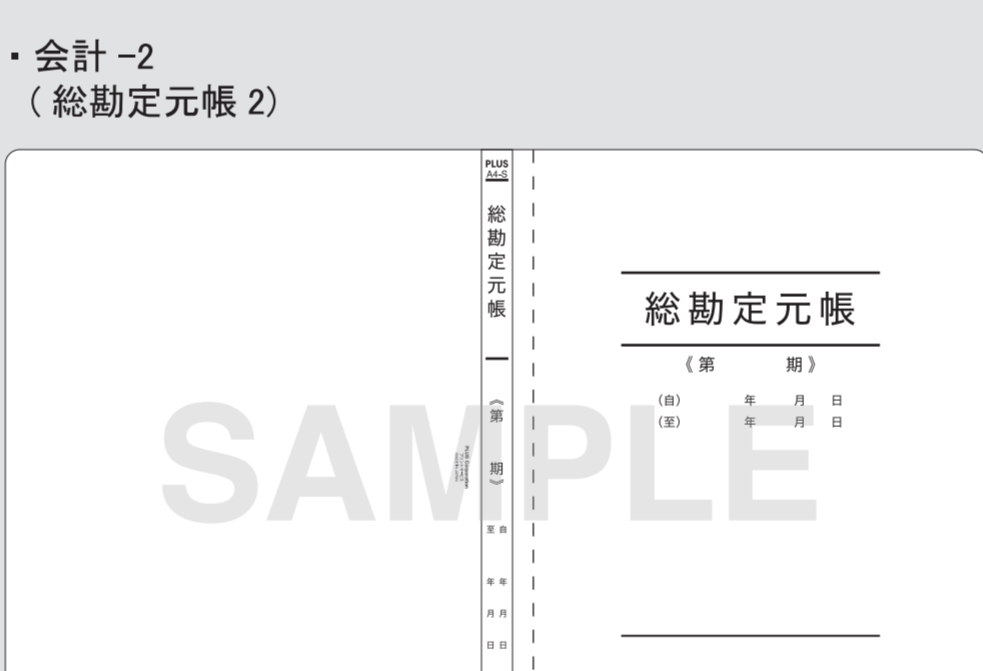 ▪ 会計 −2
( 総勘定元帳 2)
PLUS
A4-S
総勘定元帳
《第 期》
自 年 月 日
至 年 月 日
PLUS Corporation
総勘定元帳
《第 期》
(自) 年 月 日
(至) 年 月 日
SAMPLE